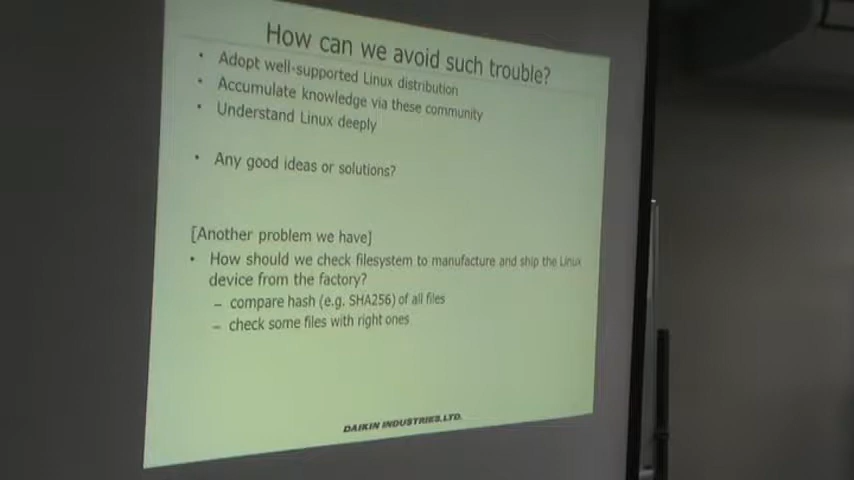 How can we avoid such trouble?
• Adopt well-supported Linux distribution
• Accumulate knowledge via these community
• Understand Linux deeply
• Any good ideas or solutions?
[Another problem we have]
• How should we check filesystem to manufacture and ship the Linux
device from the factory?
– compare hash (e.g. SHA256) of all files
– check some files with right ones
DAIKIN INDUSTRIES,LTD.